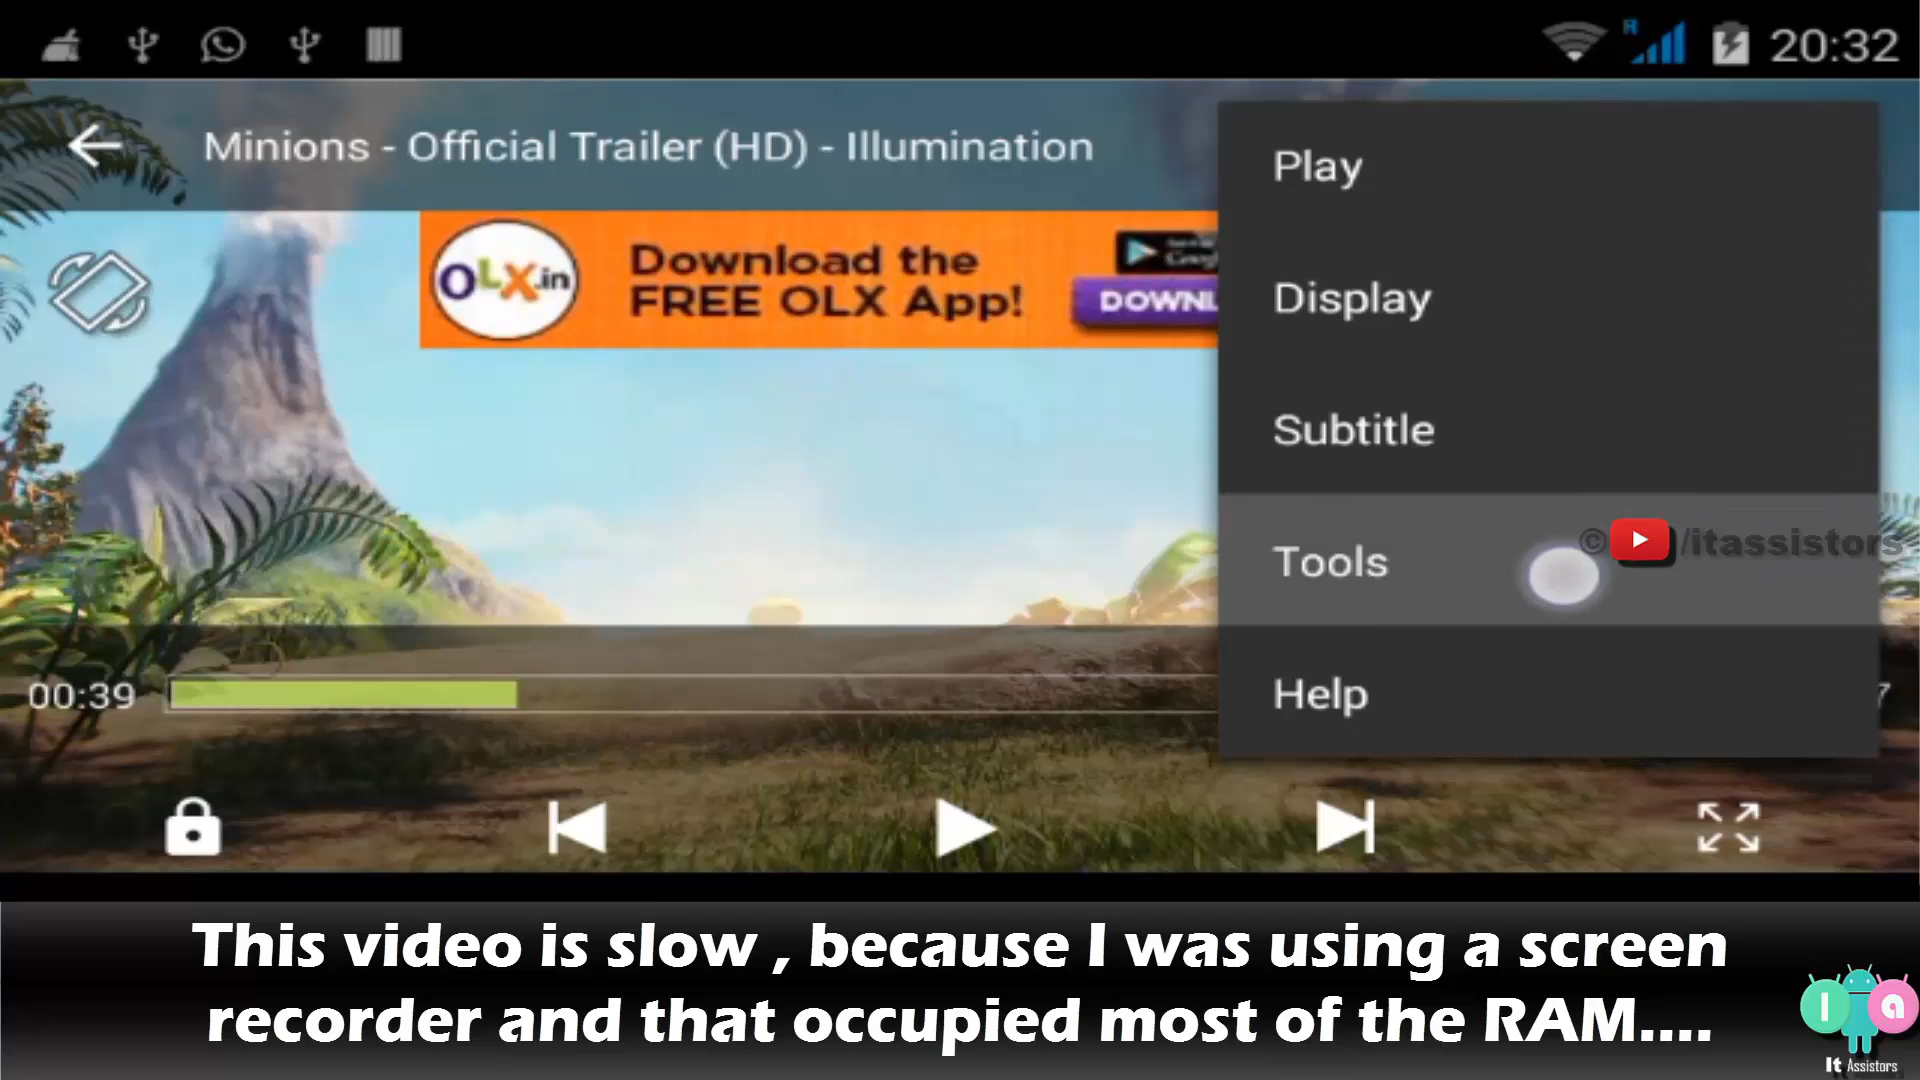 20:32
Minions - Official Trailer (HD) - Illumination
Play
OLX.in
Download the
FREE OLX App!
Display
Subtitle
Tools
© /itassistors
Help
00:39
This video is slow , because I was using a screen
recorder and that occupied most of the RAM....
I a
It Assistors